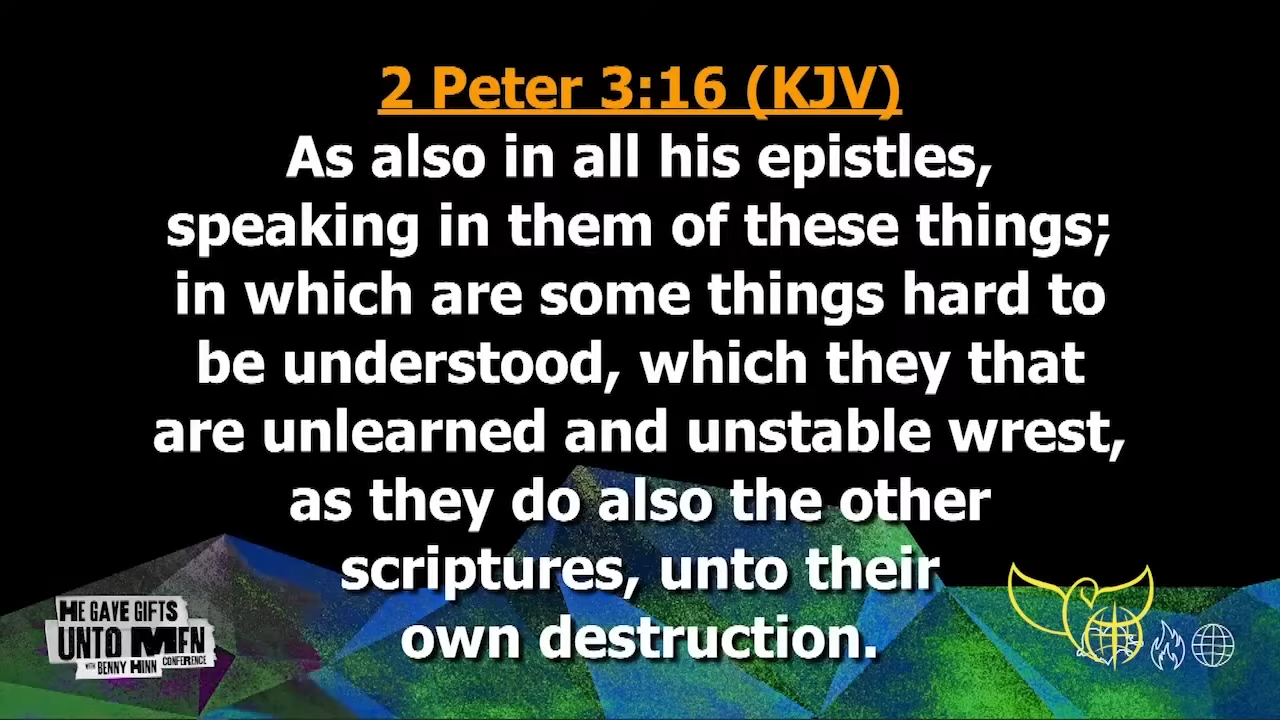 2 Peter 3:16 (KJV)
As also in all his epistles,
speaking in them of these things;
in which are some things hard to
be understood, which they that
are unlearned and unstable wrest,
as they do also the other
scriptures, unto their
own destruction.
HE GAVE GIFTS
UNTO MEN
WITH BENNY HINN CONFERENCE